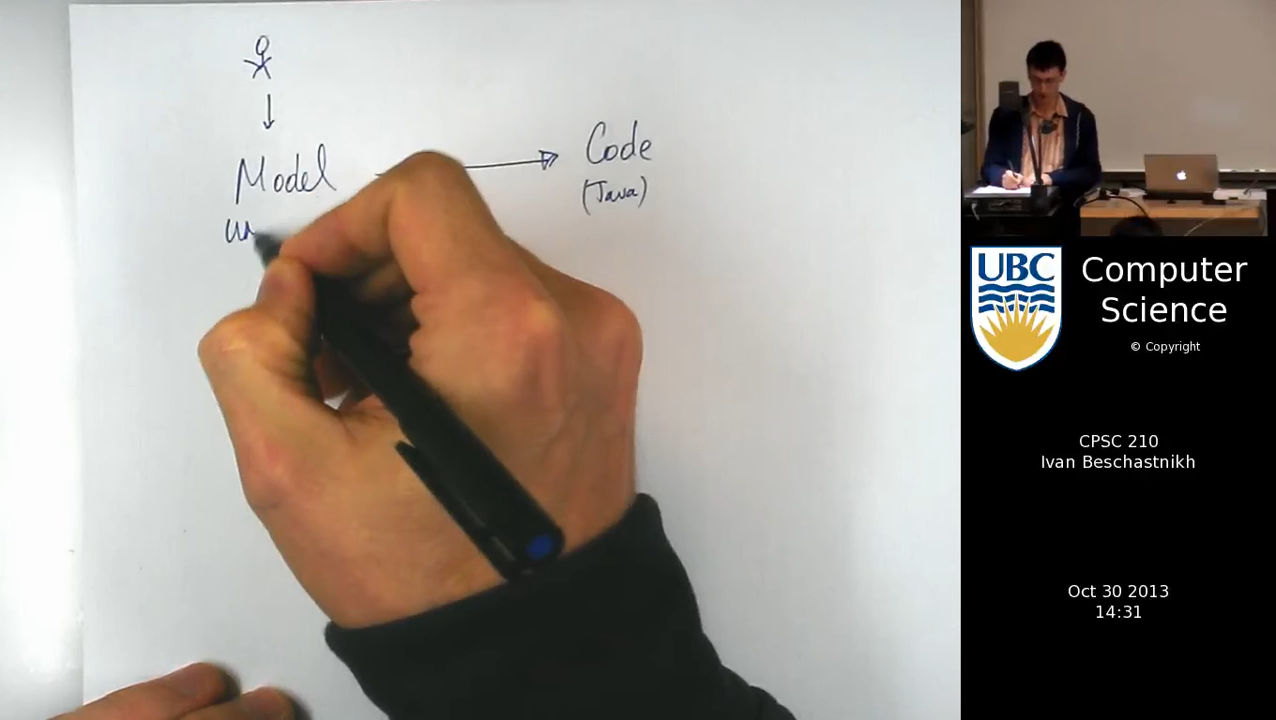 Model
Code
(Java)
UBC
Computer
Science
© Copyright
CPSC 210
Ivan Beschastnikh
Oct 30 2013
14:31